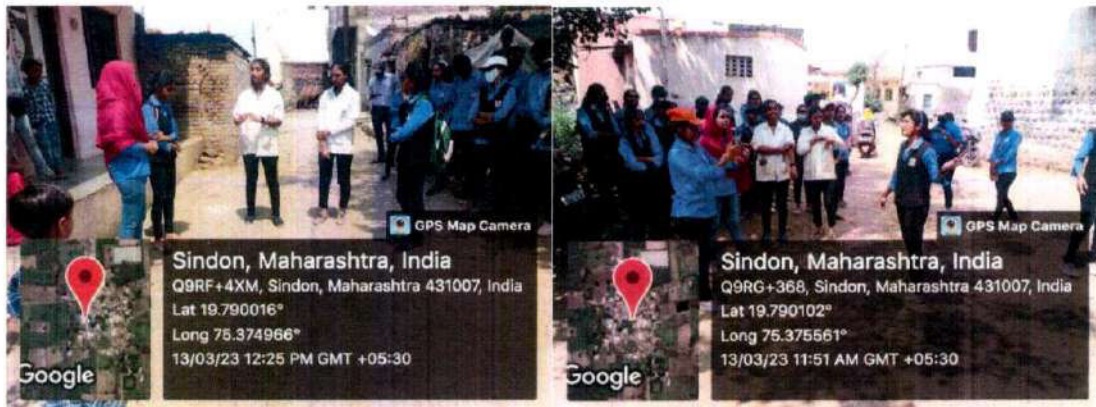 GPS Map Camera
Sindon, Maharashtra, India
Q9RF+4XM, Sindon, Maharashtra 431007, India
Lat 19.790016°
Long 75.374966°
13/03/23 12:25 PM GMT +05:30
Google
GPS Map Camera
Sindon, Maharashtra, India
Q9RG+368, Sindon, Maharashtra 431007, India
Lat 19.790102°
Long 75.375561°
13/03/23 11:51 AM GMT +05:30
Google